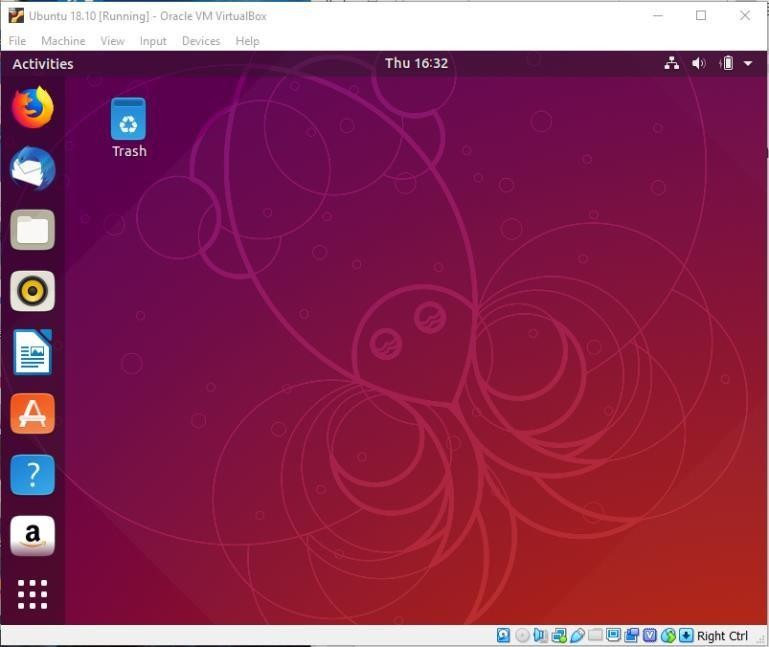 Ubuntu 18.10 [Running] - Oracle VM VirtualBox
File Machine View Input Devices Help
Activities Thu 16:32
Trash
A
?
a
V
Right Ctrl